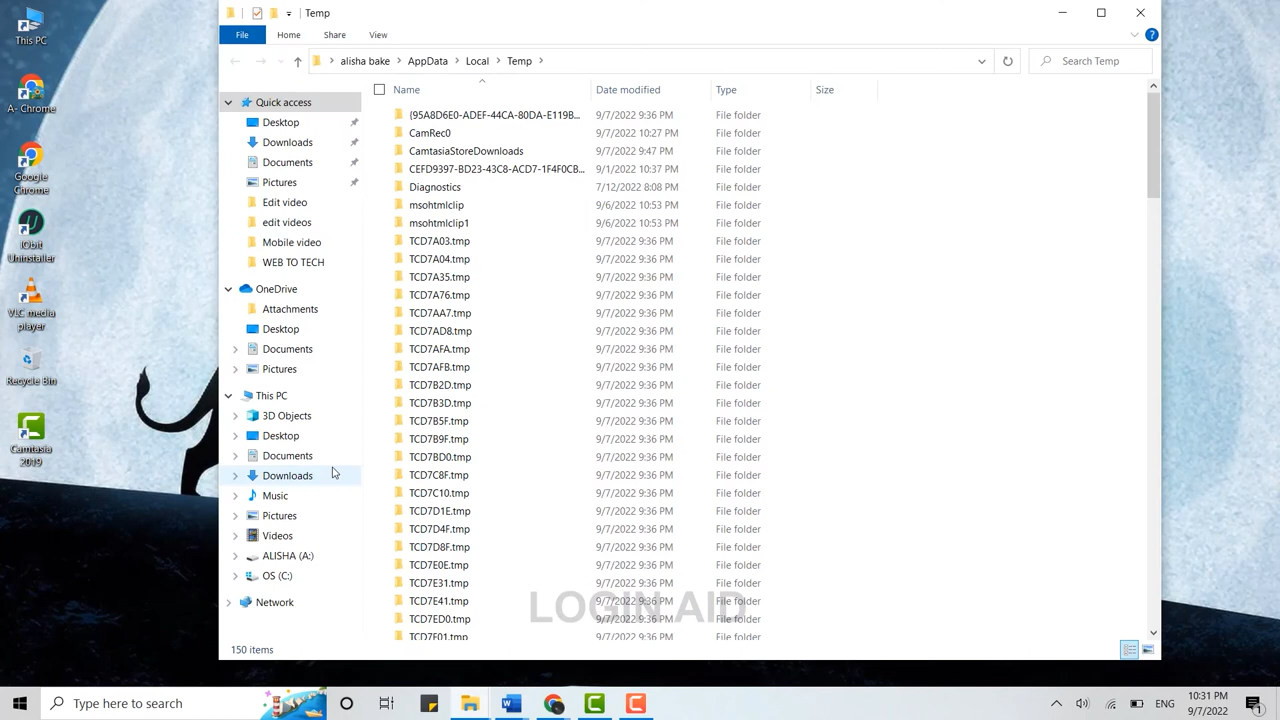 Temp
File
Home
Share
View
alisha bake
AppData
Local
Temp
Search Temp
Name
Date modified
Type
Size
Quick access
Desktop
Downloads
Documents
Pictures
Edit video
edit videos
Mobile video
WEB TO TECH
OneDrive
Attachments
Desktop
Documents
Pictures
This PC
3D Objects
Desktop
Documents
Downloads
Music
Pictures
Videos
ALISHA (A:)
OS (C:)
Network
{95A8D6E0-ADEF-44CA-80DA-E119B... 9/7/2022 9:36 PM File folder
CamRec0 9/7/2022 10:27 PM File folder
CamtasiaStoreDownloads 9/7/2022 9:47 PM File folder
CEFD9397-BD23-43C8-ACD7-1F4F0CB... 9/1/2022 10:37 PM File folder
Diagnostics 7/12/2022 8:08 PM File folder
msohtmlclip 9/6/2022 10:53 PM File folder
msohtmlclip1 9/6/2022 10:53 PM File folder
TCD7A03.tmp 9/7/2022 9:36 PM File folder
TCD7A04.tmp 9/7/2022 9:36 PM File folder
TCD7A35.tmp 9/7/2022 9:36 PM File folder
TCD7A76.tmp 9/7/2022 9:36 PM File folder
TCD7AA7.tmp 9/7/2022 9:36 PM File folder
TCD7AD8.tmp 9/7/2022 9:36 PM File folder
TCD7AFA.tmp 9/7/2022 9:36 PM File folder
TCD7AFB.tmp 9/7/2022 9:36 PM File folder
TCD7B2D.tmp 9/7/2022 9:36 PM File folder
TCD7B3D.tmp 9/7/2022 9:36 PM File folder
TCD7B5F.tmp 9/7/2022 9:36 PM File folder
TCD7B9F.tmp 9/7/2022 9:36 PM File folder
TCD7BD0.tmp 9/7/2022 9:36 PM File folder
TCD7C8F.tmp 9/7/2022 9:36 PM File folder
TCD7C10.tmp 9/7/2022 9:36 PM File folder
TCD7D1E.tmp 9/7/2022 9:36 PM File folder
TCD7D4F.tmp 9/7/2022 9:36 PM File folder
TCD7D8F.tmp 9/7/2022 9:36 PM File folder
TCD7E0E.tmp 9/7/2022 9:36 PM File folder
TCD7E31.tmp 9/7/2022 9:36 PM File folder
TCD7E41.tmp 9/7/2022 9:36 PM File folder
TCD7ED0.tmp 9/7/2022 9:36 PM File folder
TCD7F01.tmp 9/7/2022 9:36 PM File folder
LOGIN AID
150 items
This PC
A- Chrome
Google
Chrome
IObit
Uninstaller
VLC media
player
Recycle Bin
Camtasia
2019
Type here to search
ENG
10:31 PM
9/7/2022
1